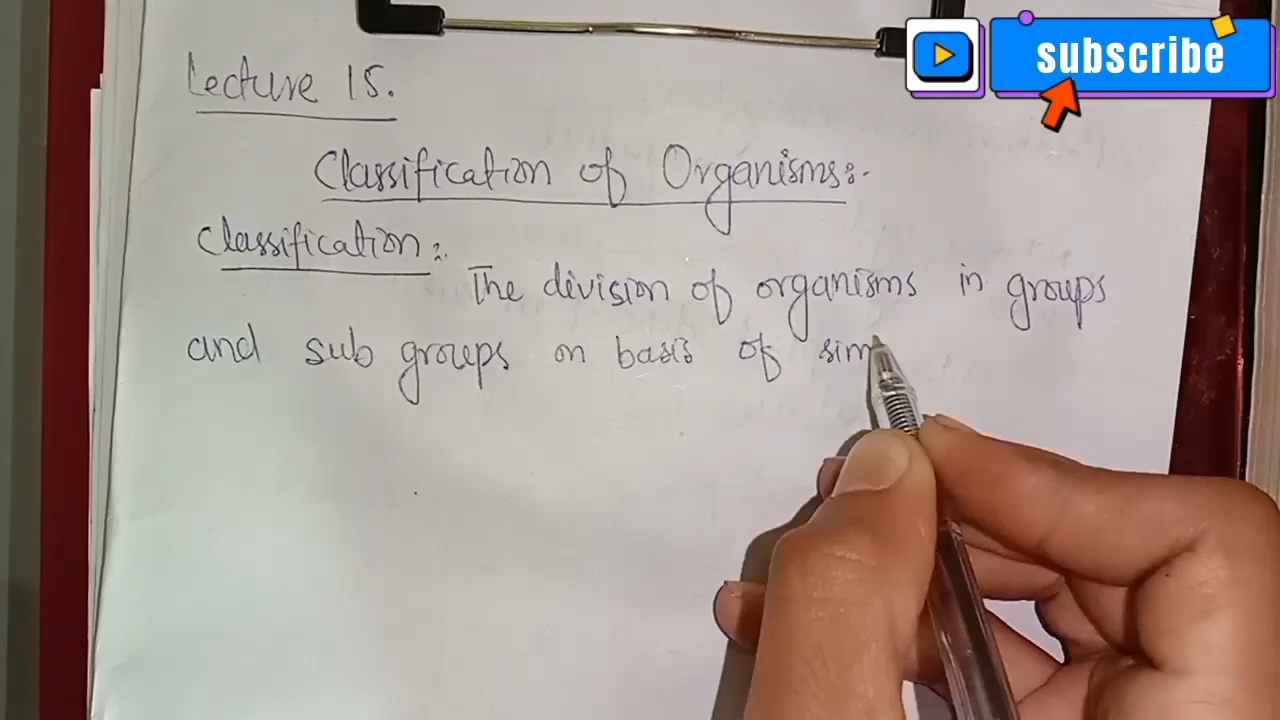 subscribe
Lecture 15.
Classification of Organisms:-
Classification:-
The division of organisms in groups
and sub groups on basis of sim